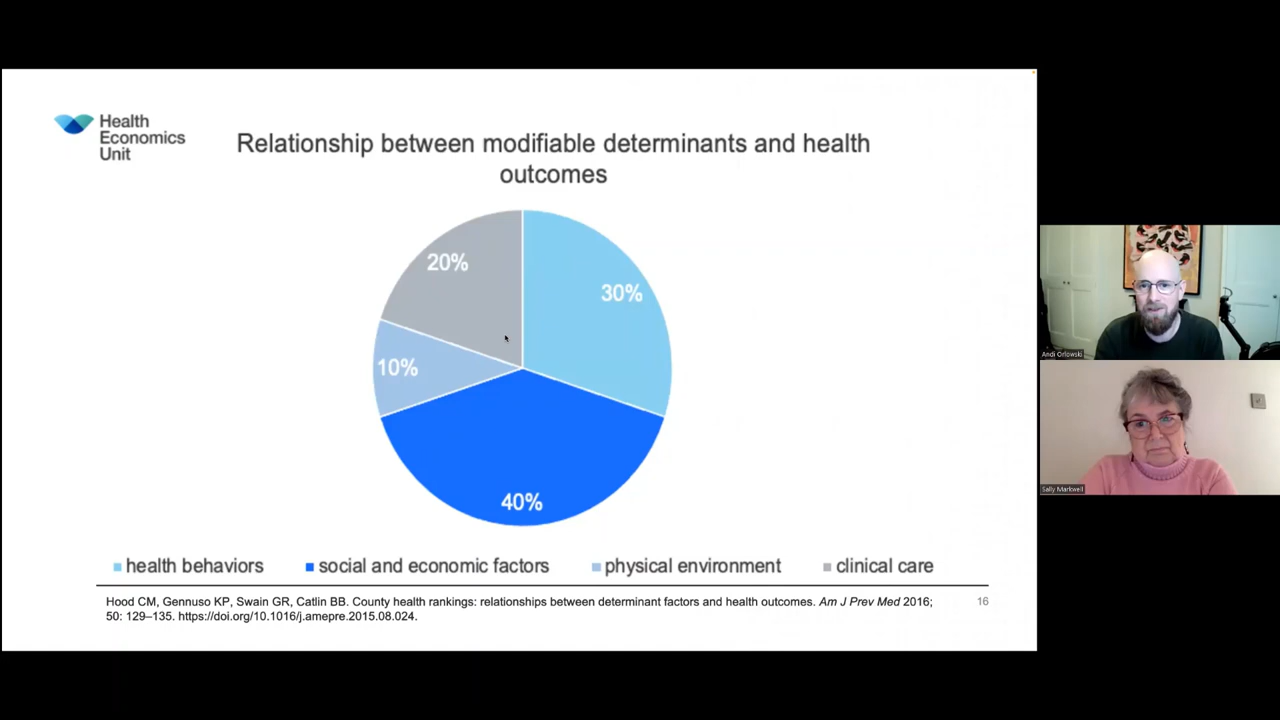 Health
Economics
Unit
Relationship between modifiable determinants and health
outcomes
20%
30%
10%
40%
health behaviors
social and economic factors
physical environment
clinical care
Hood CM, Gennuso KP, Swain GR, Catlin BB. County health rankings: relationships between determinant factors and health outcomes. Am J Prev Med 2016;
50: 129–135. https://doi.org/10.1016/j.amepre.2015.08.024.
16
Andi Orlowski
Sally Markwell